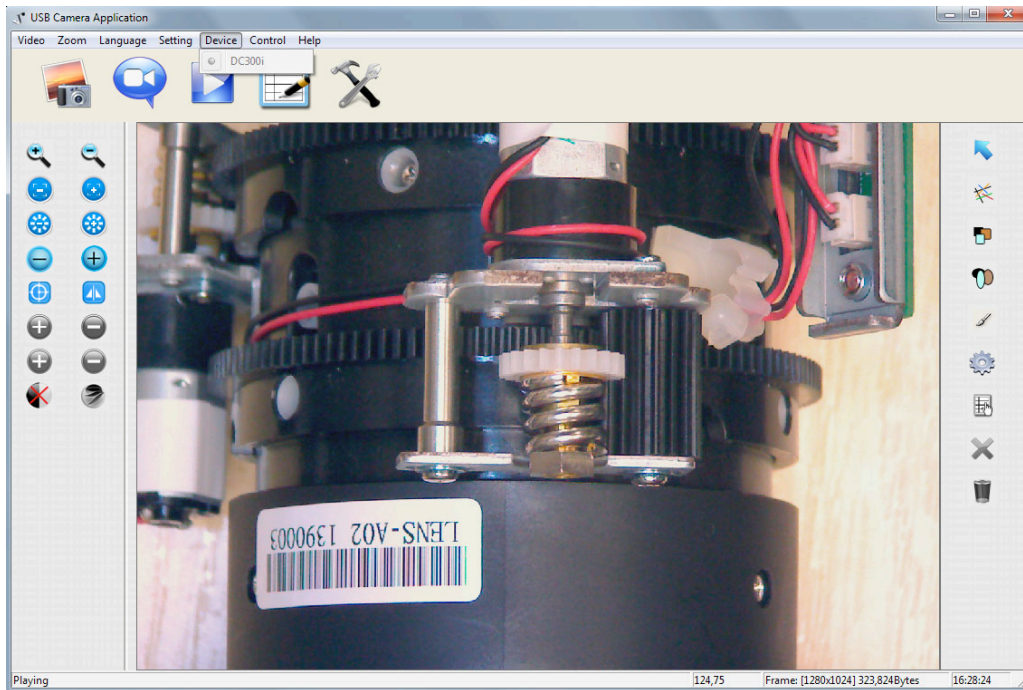 USB Camera Application
Video Zoom Language Setting Device Control Help
DC300i
LENS-A02 1390003
Playing
124,75
Frame: [1280x1024] 323,824Bytes
16:28:24